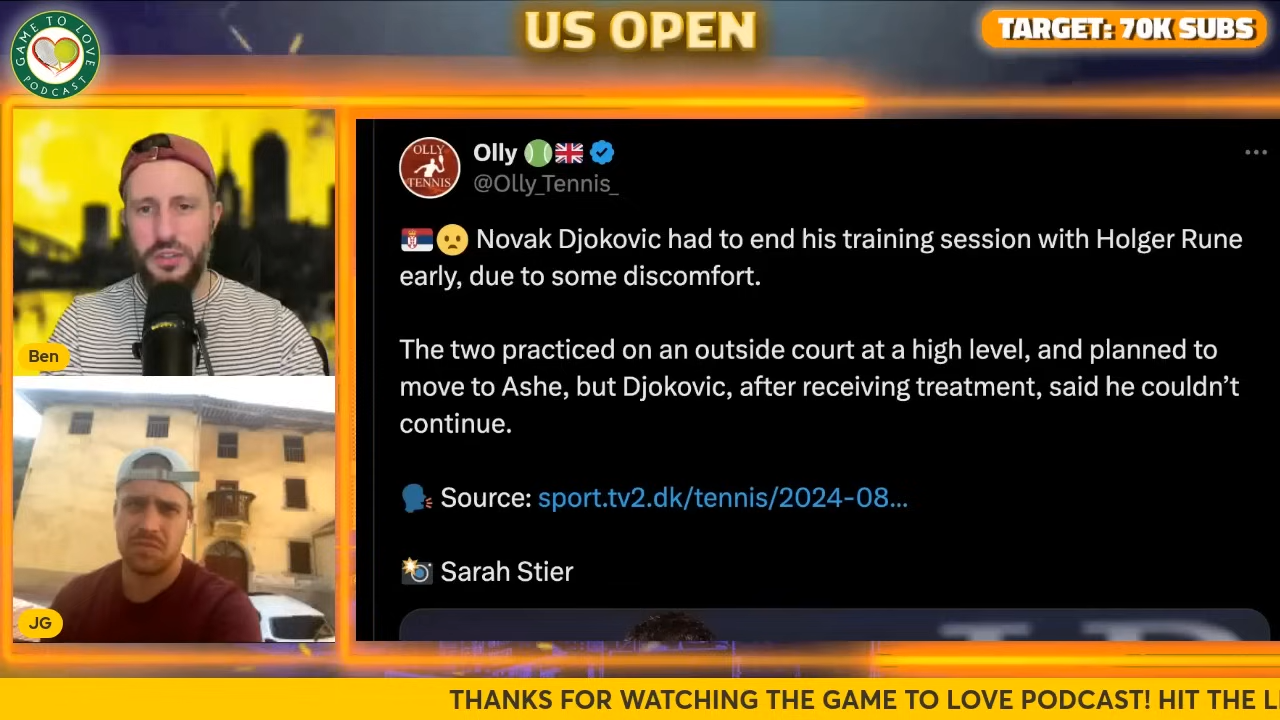 GAME TO LOVE
PODCAST
US OPEN
TARGET: 70K SUBS
Ben
JG
OLLY
TENNIS
Olly
@Olly_Tennis_
Novak Djokovic had to end his training session with Holger Rune
early, due to some discomfort.
The two practiced on an outside court at a high level, and planned to
move to Ashe, but Djokovic, after receiving treatment, said he couldn’t
continue.
Source: sport.tv2.dk/tennis/2024-08...
Sarah Stier
THANKS FOR WATCHING THE GAME TO LOVE PODCAST! HIT THE L